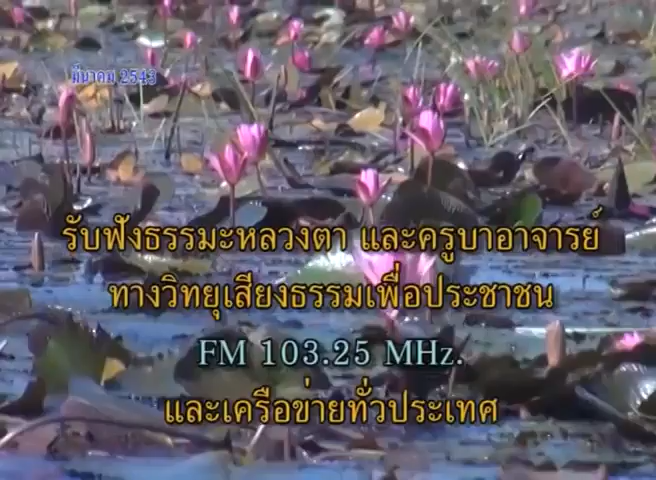 มีนาคม 2543
รับฟังธรรมะหลวงตา และครูบาอาจารย์
ทางวิทยุเสียงธรรมเพื่อประชาชน
FM 103.25 MHz.
และเครือข่ายทั่วประเทศ